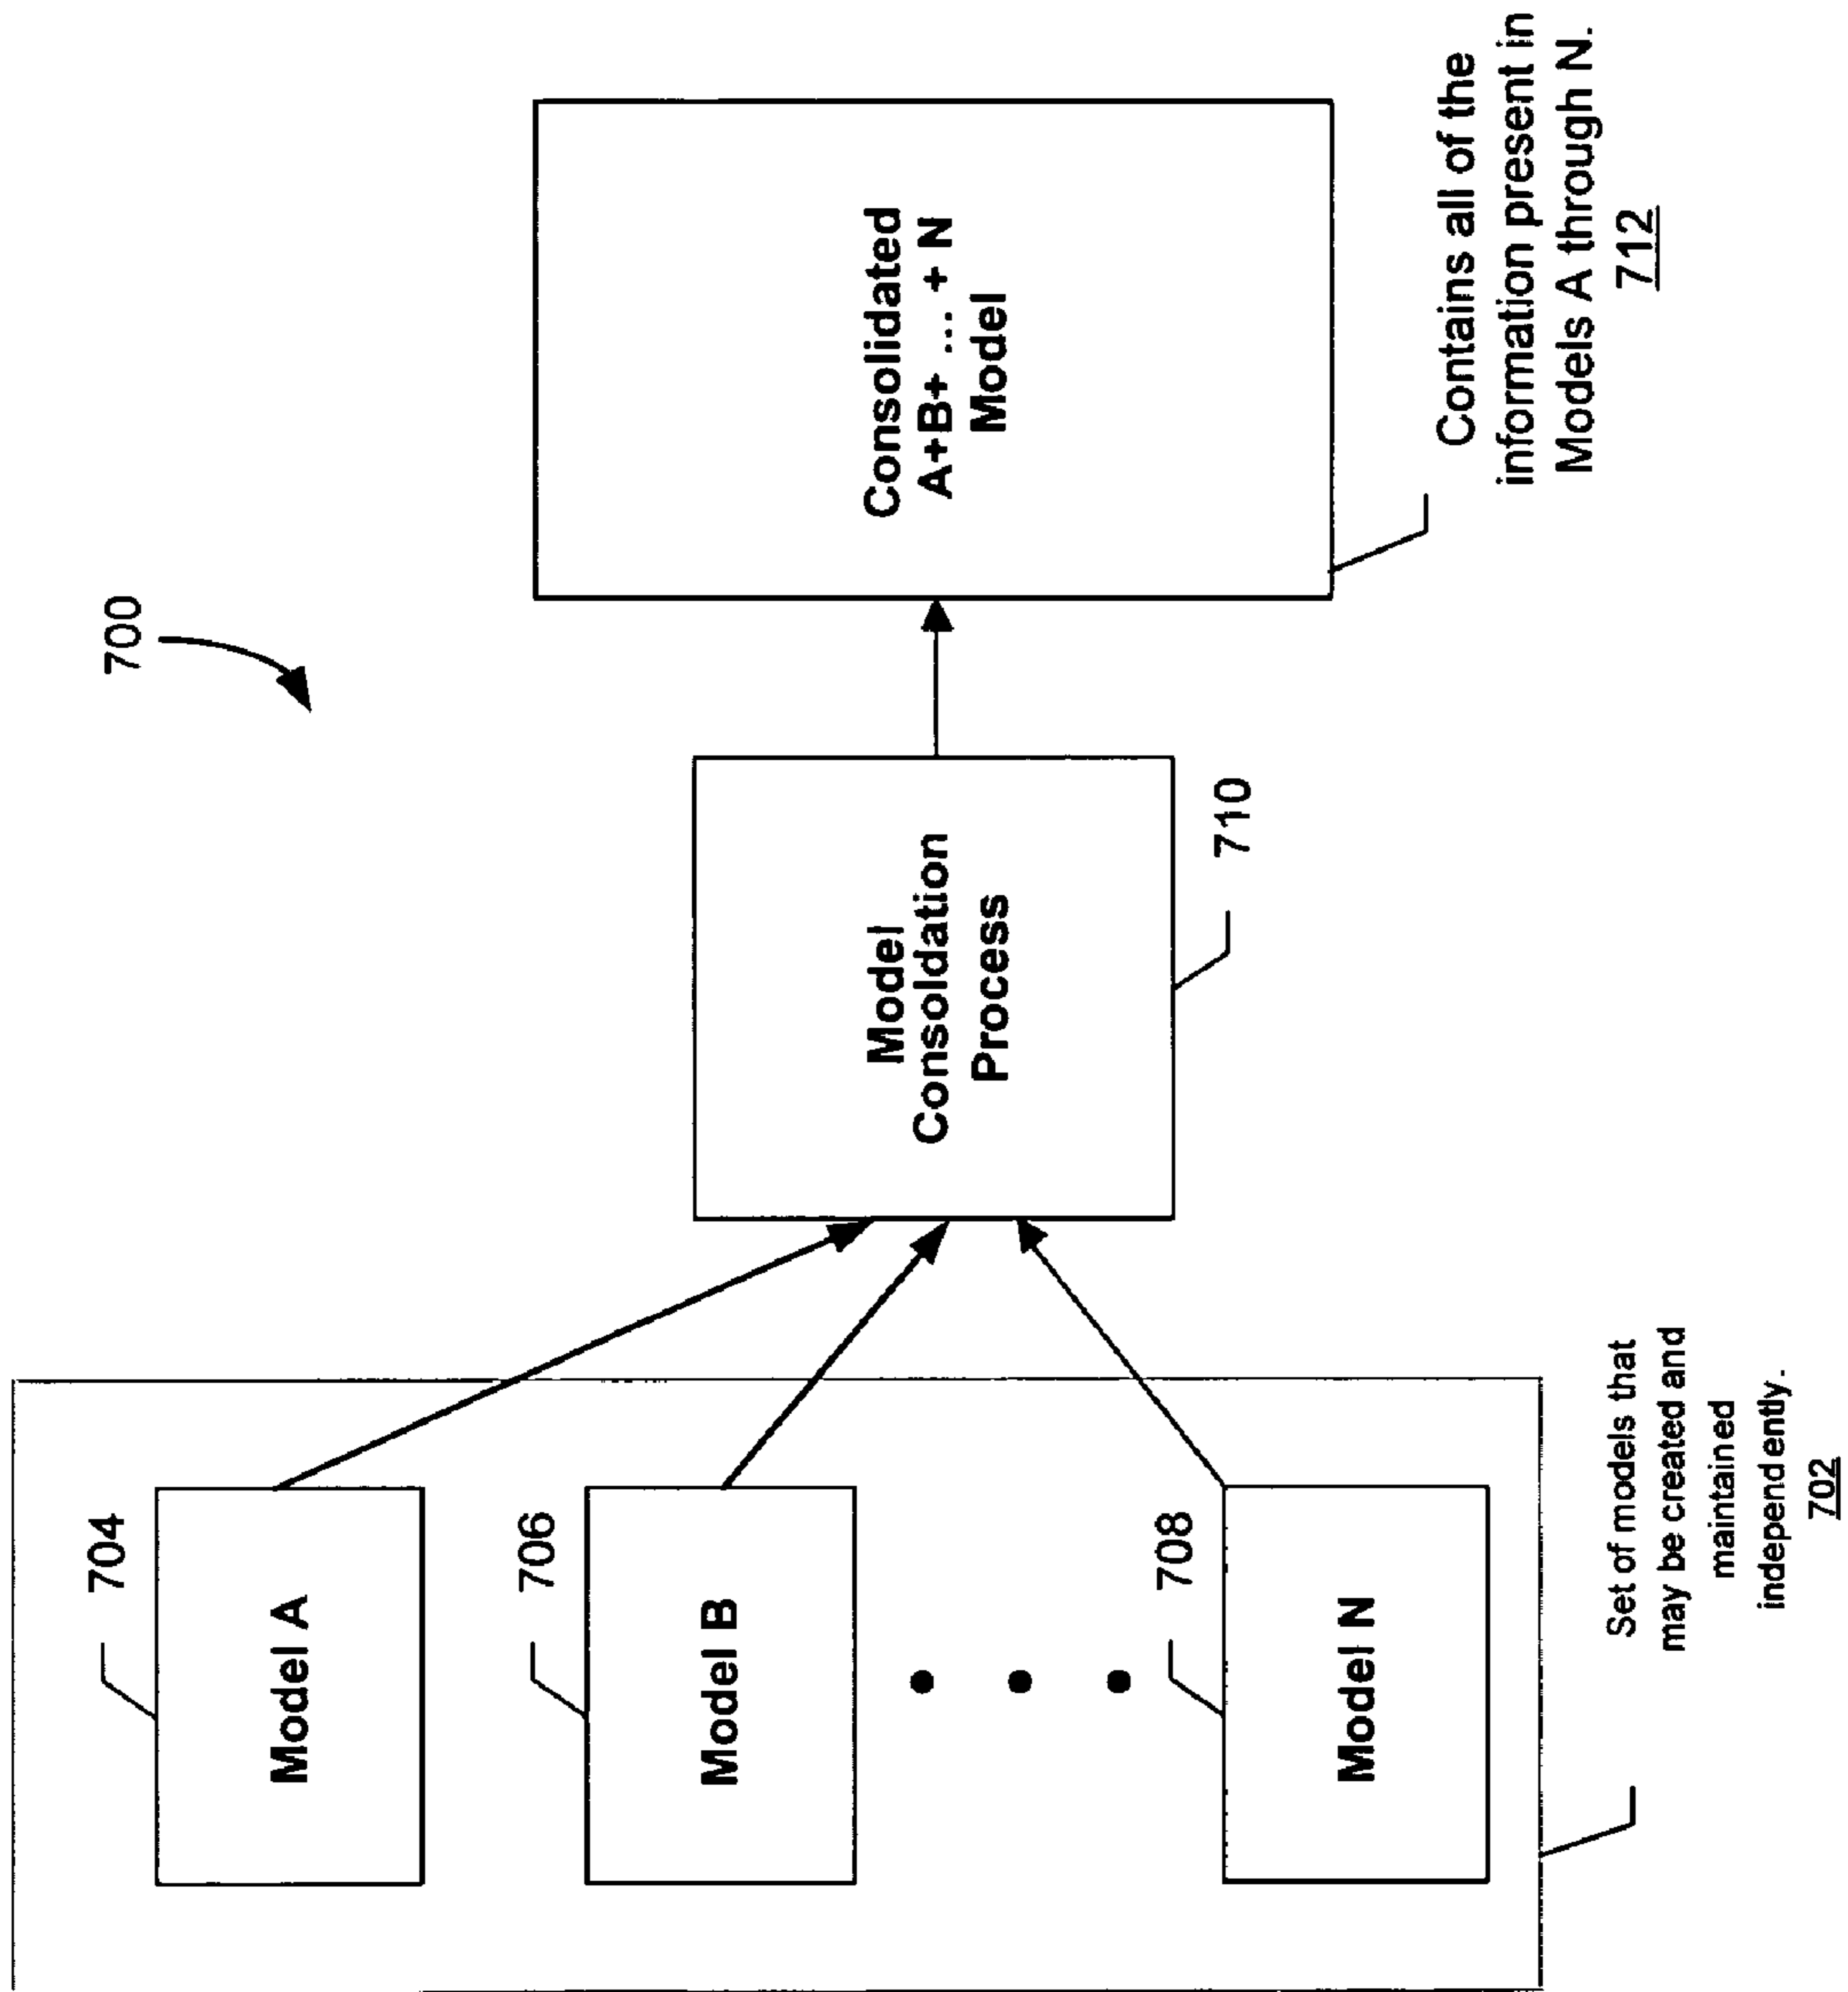 700
704
Model A
706
Model B
708
Model N
Set of models that
may be created and
maintained
independently.
702
Model
Consoldation
Process
710
Consolidated
A+B+ ... + N
Model
Contains all of the
information present in
Models A through N.
712